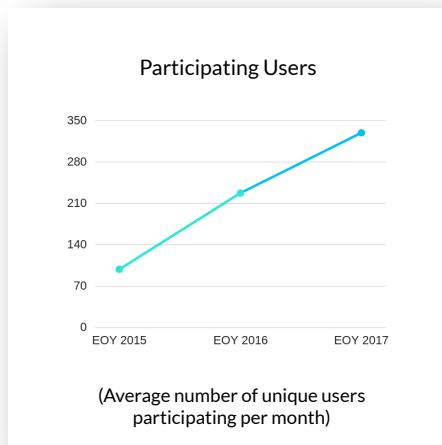 Participating Users
350
280
210
140
70
0
EOY 2015 EOY 2016 EOY 2017
(Average number of unique users
participating per month)